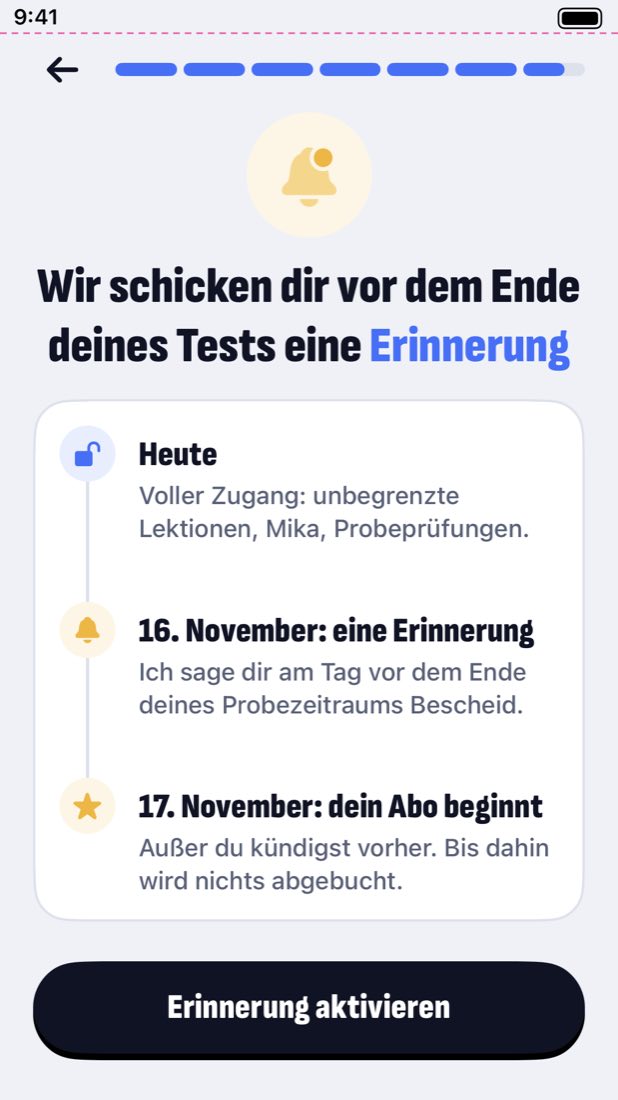 9:41
Wir schicken dir vor dem Ende
deines Tests eine Erinnerung
Heute
Voller Zugang: unbegrenzte
Lektionen, Mika, Probeprüfungen.
16. November: eine Erinnerung
Ich sage dir am Tag vor dem Ende
deines Probezeitraums Bescheid.
17. November: dein Abo beginnt
Außer du kündigst vorher. Bis dahin
wird nichts abgebucht.
Erinnerung aktivieren